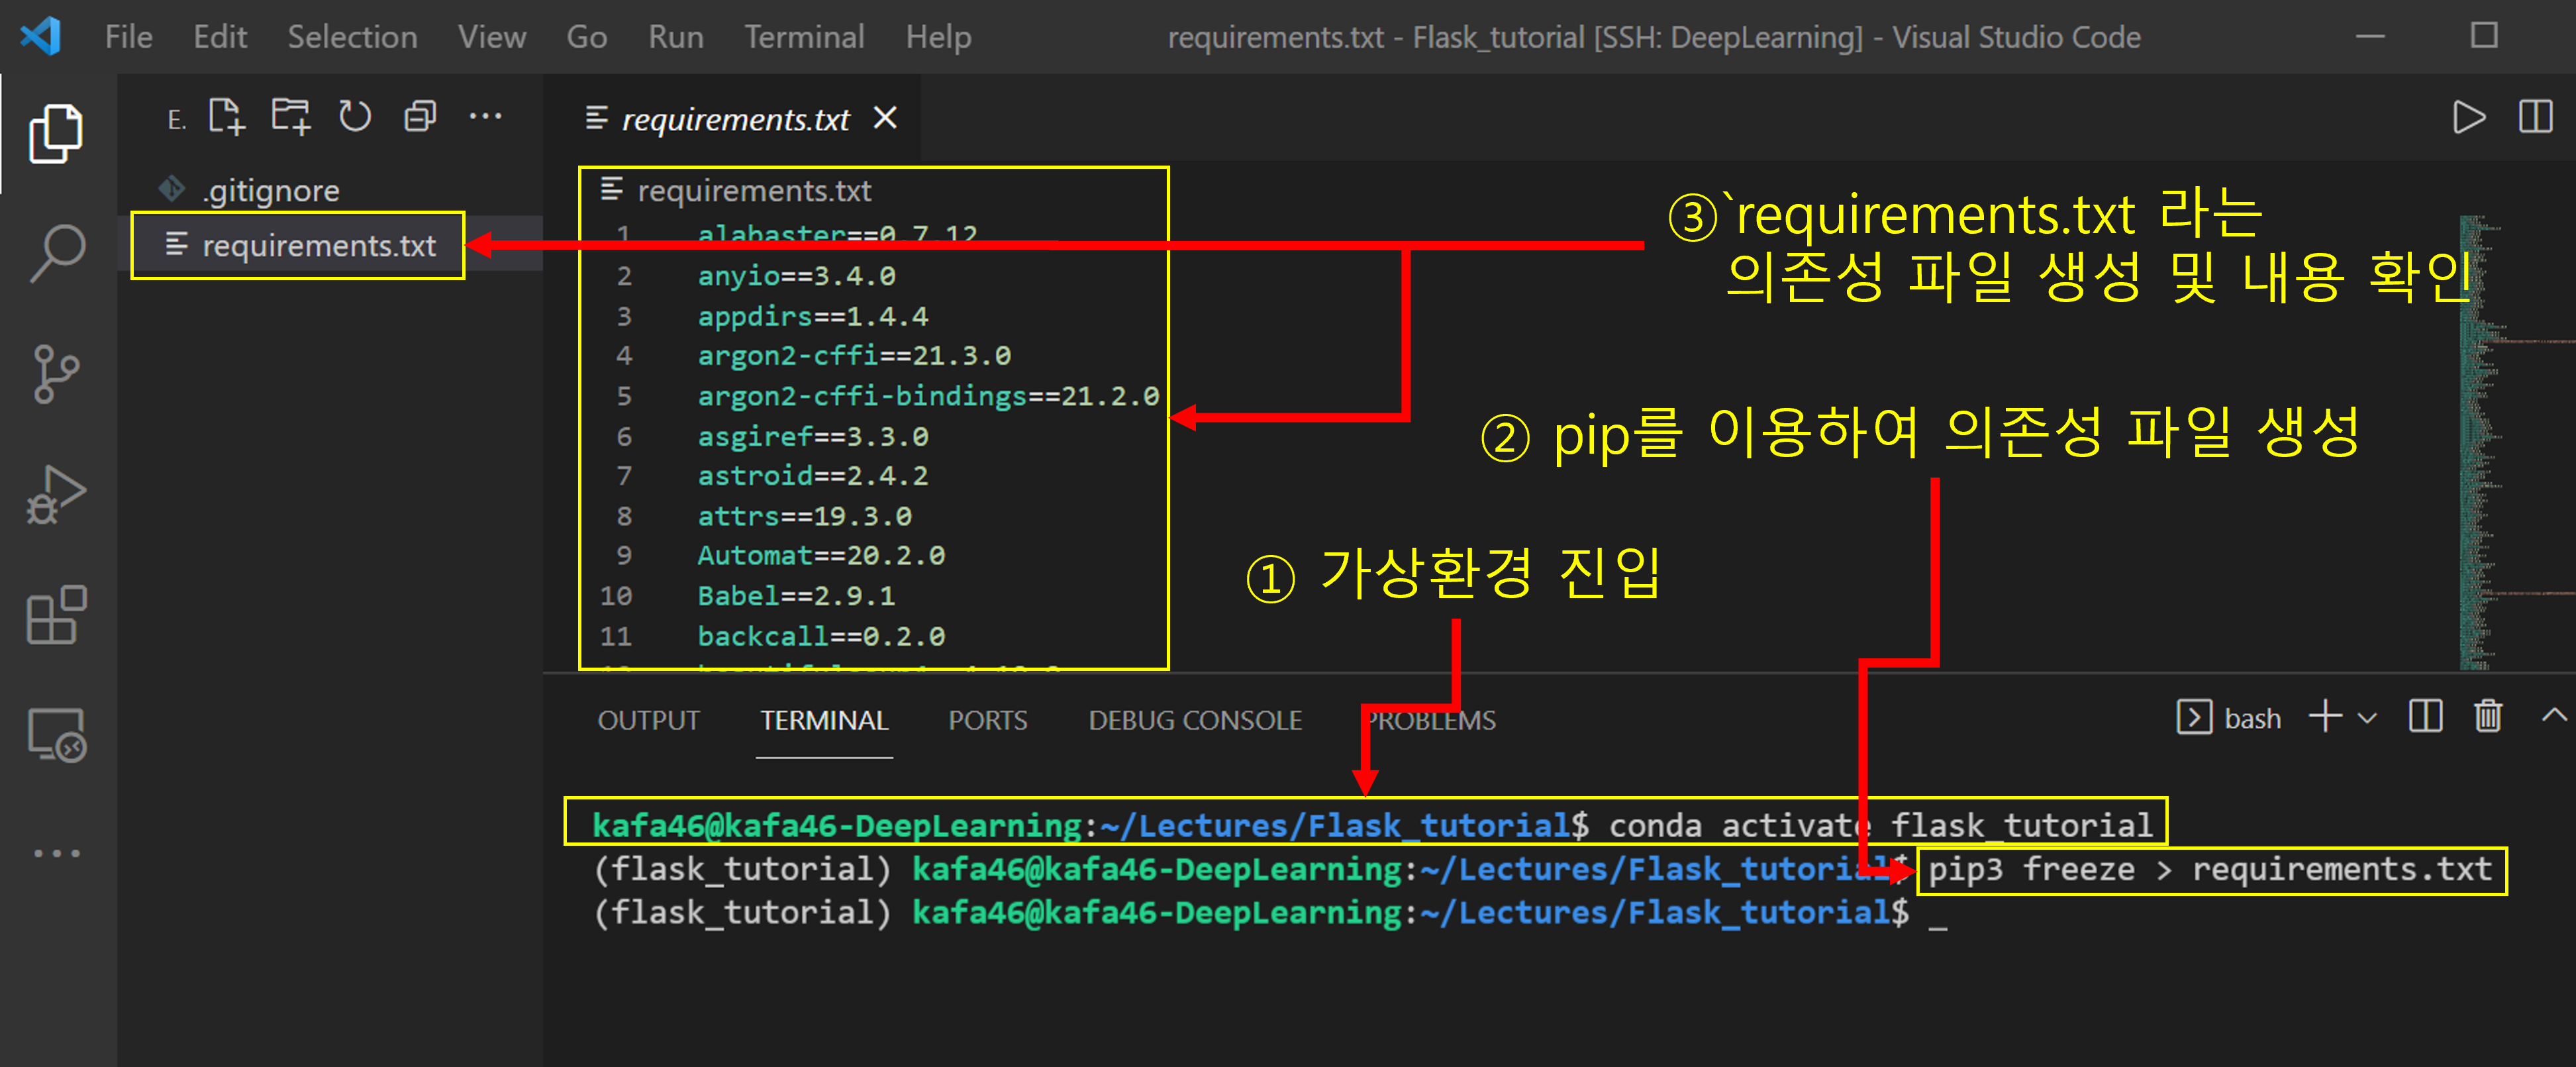 File Edit Selection View Go Run Terminal Help
requirements.txt - Flask_tutorial [SSH: DeepLearning] - Visual Studio Code
E.
.gitignore
requirements.txt
requirements.txt
requirements.txt
1 alabaster==0.7.12
2 anyio==3.4.0
3 appdirs==1.4.4
4 argon2-cffi==21.3.0
5 argon2-cffi-bindings==21.2.0
6 asgiref==3.3.0
7 astroid==2.4.2
8 attrs==19.3.0
9 Automat==20.2.0
10 Babel==2.9.1
11 backcall==0.2.0
③`requirements.txt 라는
의존성 파일 생성 및 내용 확인
② pip를 이용하여 의존성 파일 생성
① 가상환경 진입
OUTPUT TERMINAL PORTS DEBUG CONSOLE PROBLEMS
bash
kafa46@kafa46-DeepLearning:~/Lectures/Flask_tutorial$ conda activate flask_tutorial
(flask_tutorial) kafa46@kafa46-DeepLearning:~/Lectures/Flask_tutorial$ pip3 freeze > requirements.txt
(flask_tutorial) kafa46@kafa46-DeepLearning:~/Lectures/Flask_tutorial$ _